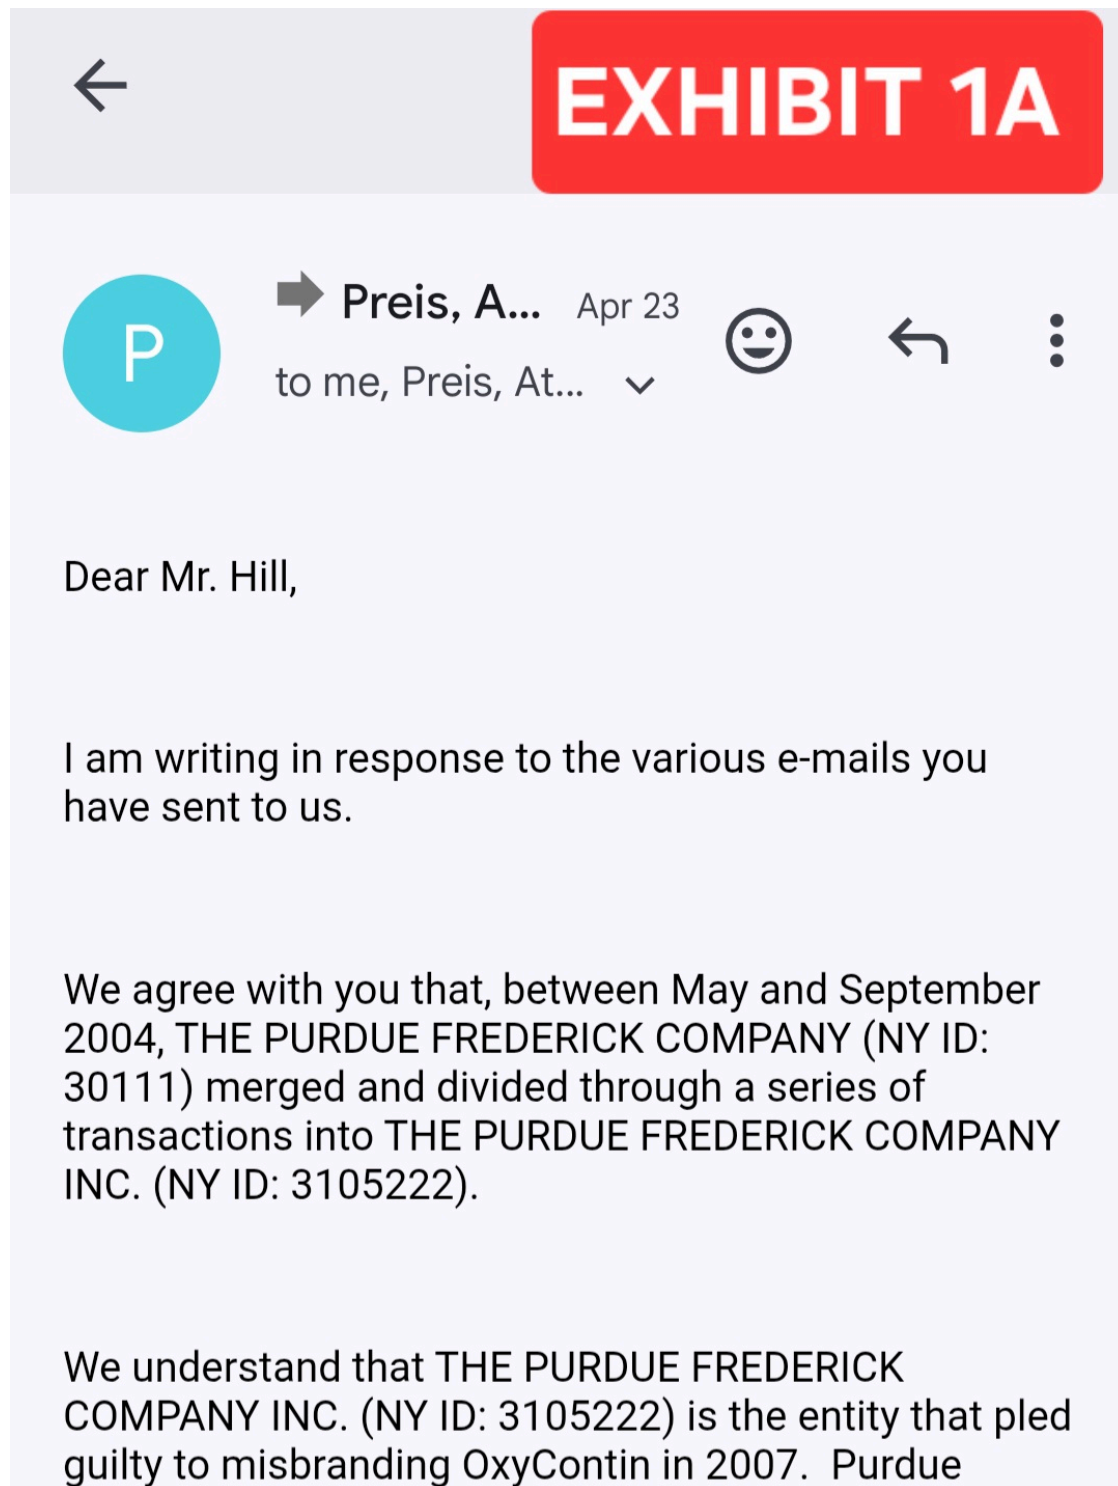 EXHIBIT 1A
P
Preis, A... Apr 23
to me, Preis, At...
Dear Mr. Hill,
I am writing in response to the various e-mails you
have sent to us.
We agree with you that, between May and September
2004, THE PURDUE FREDERICK COMPANY (NY ID:
30111) merged and divided through a series of
transactions into THE PURDUE FREDERICK COMPANY
INC. (NY ID: 3105222).
We understand that THE PURDUE FREDERICK
COMPANY INC. (NY ID: 3105222) is the entity that pled
guilty to misbranding OxyContin in 2007.  Purdue